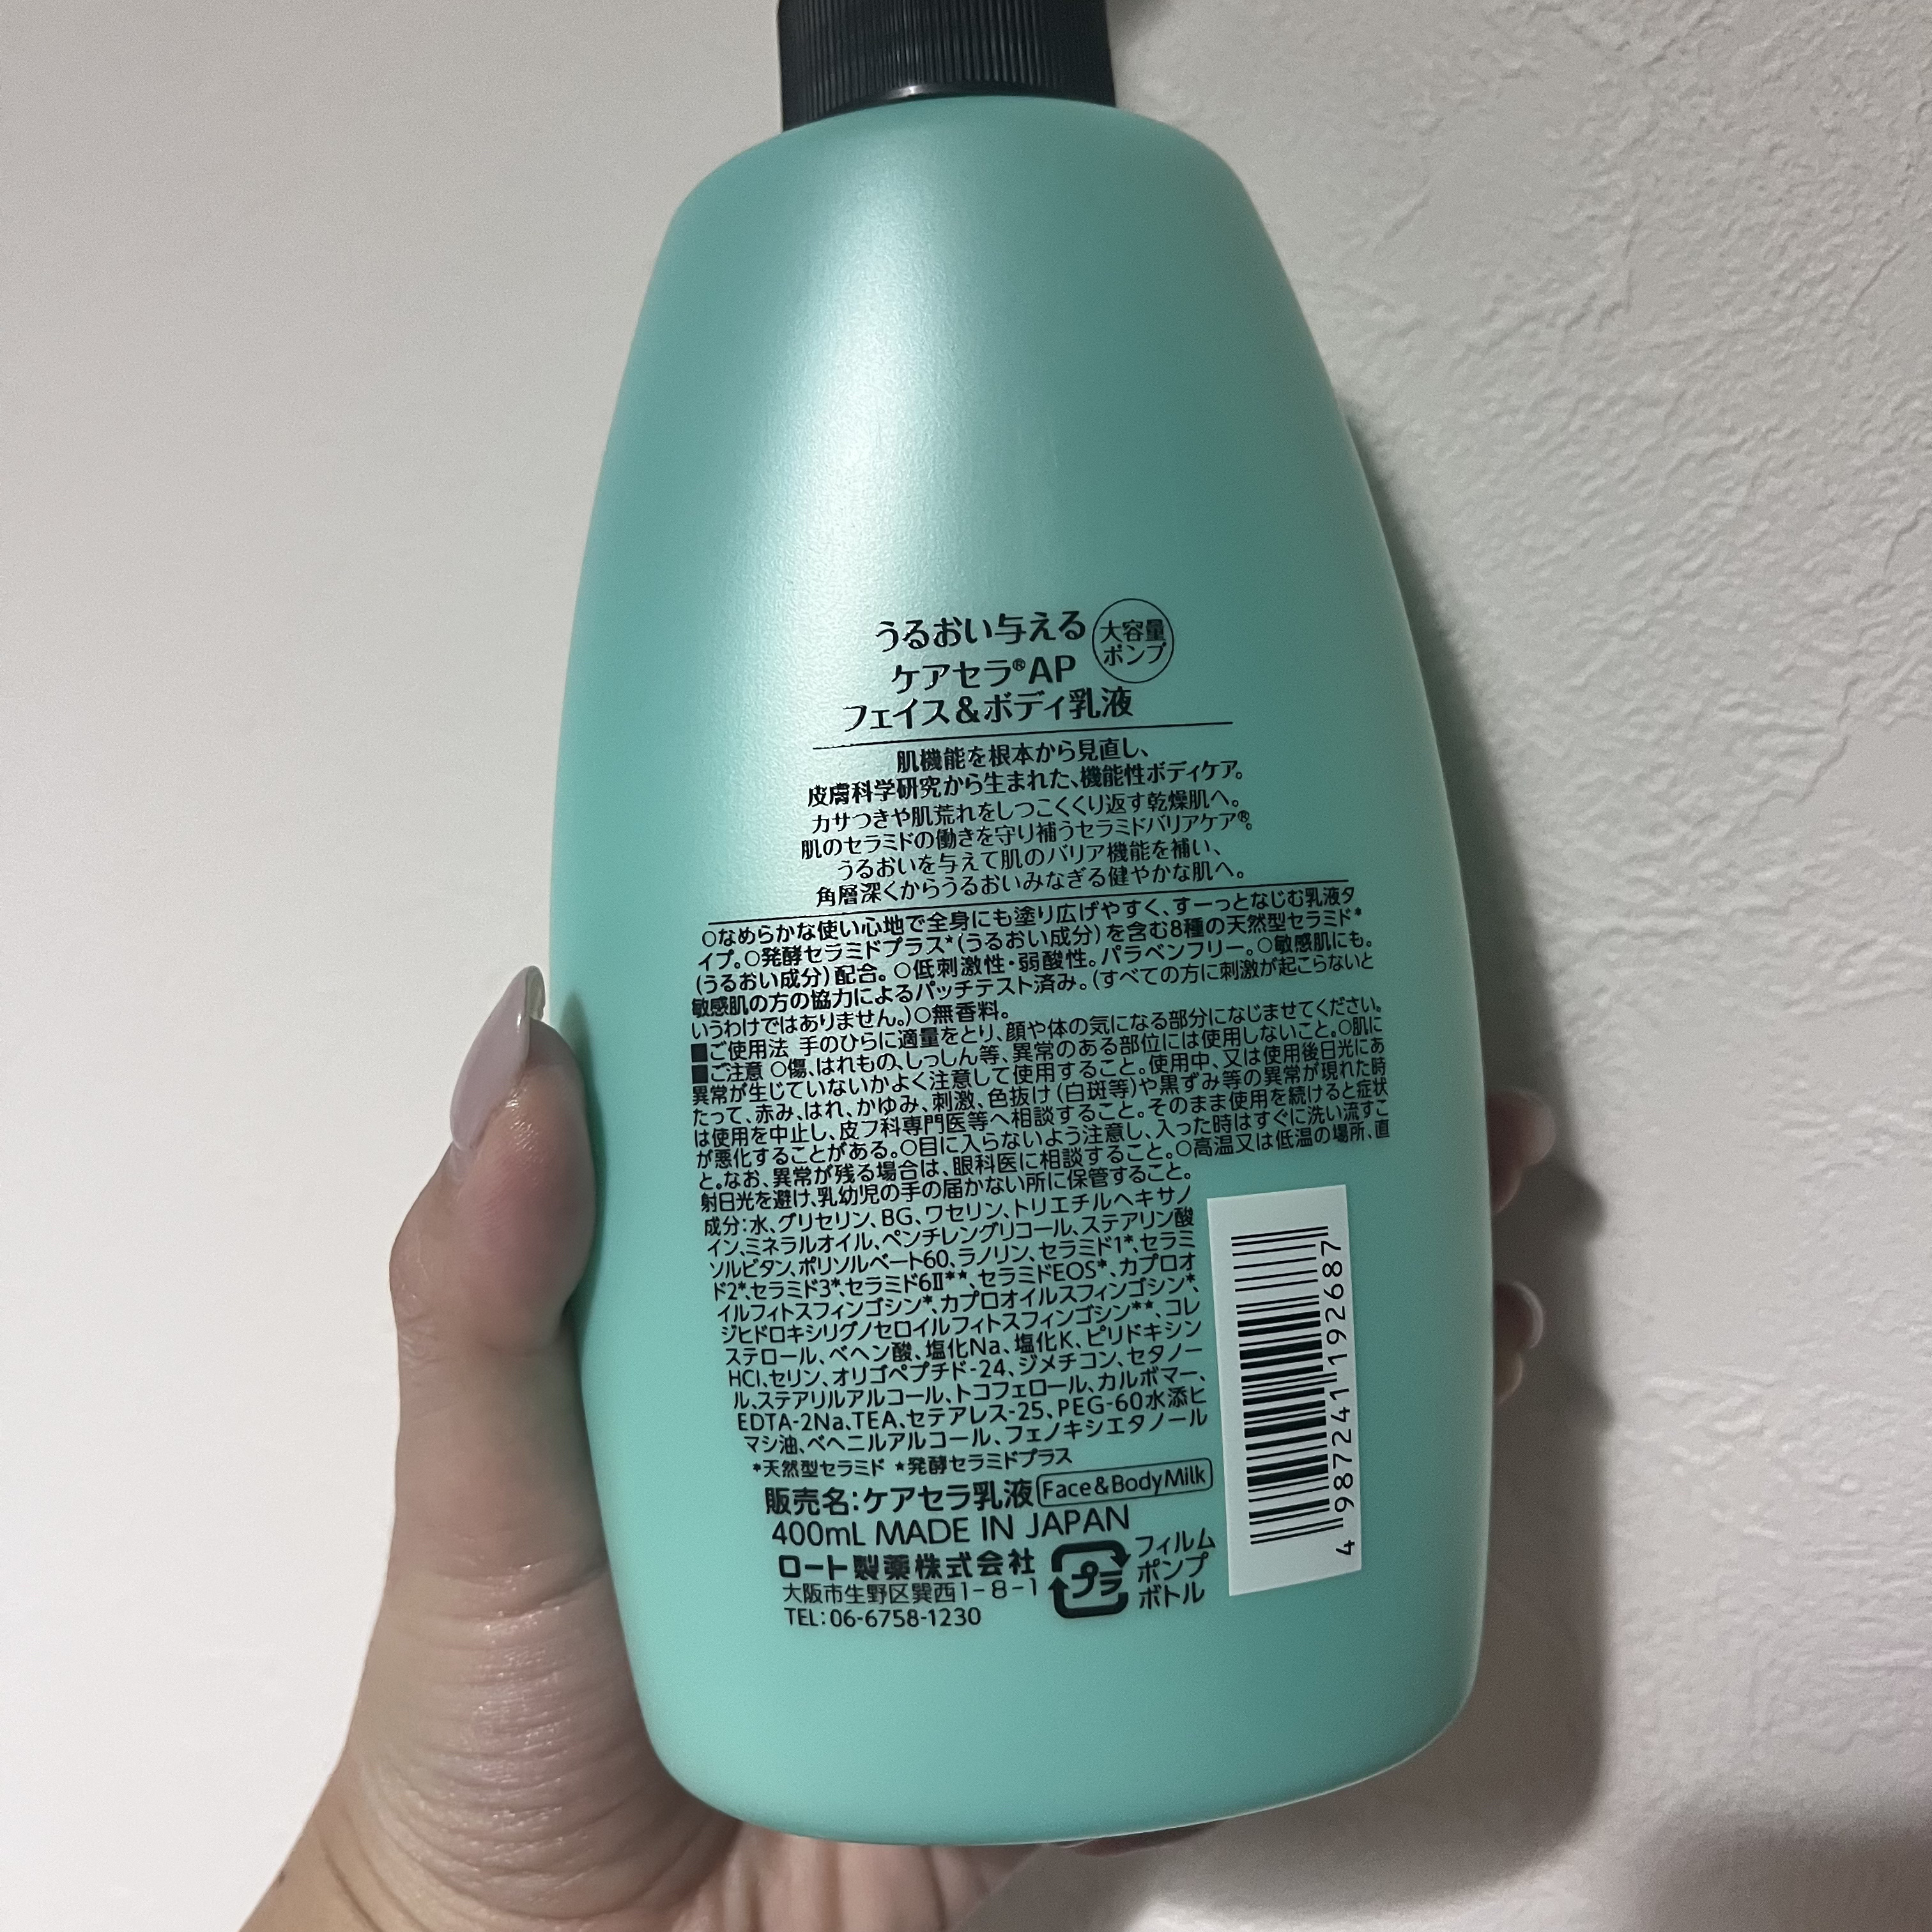 うるおい与える
大容量
ポンプ
ケアセラ®AP
フェイス&ボディ乳液
肌機能を根本から見直し、
皮膚科学研究から生まれた、機能性ボディケア。
カサつきや肌荒れをしつこくくり返す乾燥肌へ。
肌のセラミドの働きを守り補うセラミドバリアケア®。
うるおいを与えて肌のバリア機能を補い、
角層深くからうるおいみなぎる健やかな肌へ。
○なめらかな使い心地で全身にも塗り広げやすく、すーっとなじむ乳液タ
イプ。○発酵セラミドプラス*(うるおい成分)を含む8種の天然型セラミド*
(うるおい成分)配合。○低刺激性・弱酸性。パラベンフリー。○敏感肌にも。
敏感肌の方の協力によるパッチテスト済み。(すべての方に刺激が起こらないと
いうわけではありません。)○無香料。
■ご使用法 手のひらに適量をとり、顔や体の気になる部分になじませてください。
■ご注意 ○傷、はれもの、しっしん等、異常のある部位には使用しないこと。○肌に
異常が生じていないかよく注意して使用すること。使用中、又は使用後日光にあ
たって、赤み、はれ、かゆみ、刺激、色抜け(白斑等)や黒ずみ等の異常が現れた時
は使用を中止し、皮フ科専門医等へ相談すること。そのまま使用を続けると症状
が悪化することがある。○目に入らないよう注意し、入った時はすぐに洗い流すこ
と。なお、異常が残る場合は、眼科医に相談すること。○高温又は低温の場所、直
射日光を避け、乳幼児の手の届かない所に保管すること。
成分:水、グリセリン、BG、ワセリン、トリエチルヘキサノ
イン、ミネラルオイル、ペンチレングリコール、ステアリン酸
ソルビタン、ポリソルベート60、ラノリン、セラミド1*、セラミ
ド2*、セラミド3*、セラミド6Ⅱ*★、セラミドEOS*、カプロオ
イルフィトスフィンゴシン*、カプロオイルスフィンゴシン*、
ジヒドロキシリグノセロイルフィトスフィンゴシン*★、コレ
ステロール、ベヘン酸、塩化Na、塩化K、ピリドキシン
HCl、セリン、オリゴペプチド-24、ジメチコン、セタノー
ル、ステアリルアルコール、トコフェロール、カルボマー、
EDTA-2Na、TEA、セテアレス-25、PEG-60水添ヒ
マシ油、ベヘニルアルコール、フェノキシエタノール
*天然型セラミド ★発酵セラミドプラス
販売名:ケアセラ乳液 Face&Body Milk
400mL MADE IN JAPAN
ロート製薬株式会社
大阪市生野区巽西1-8-1
TEL:06-6758-1230
プラ
フィルム
ポンプ
ボトル
4 987241 192687